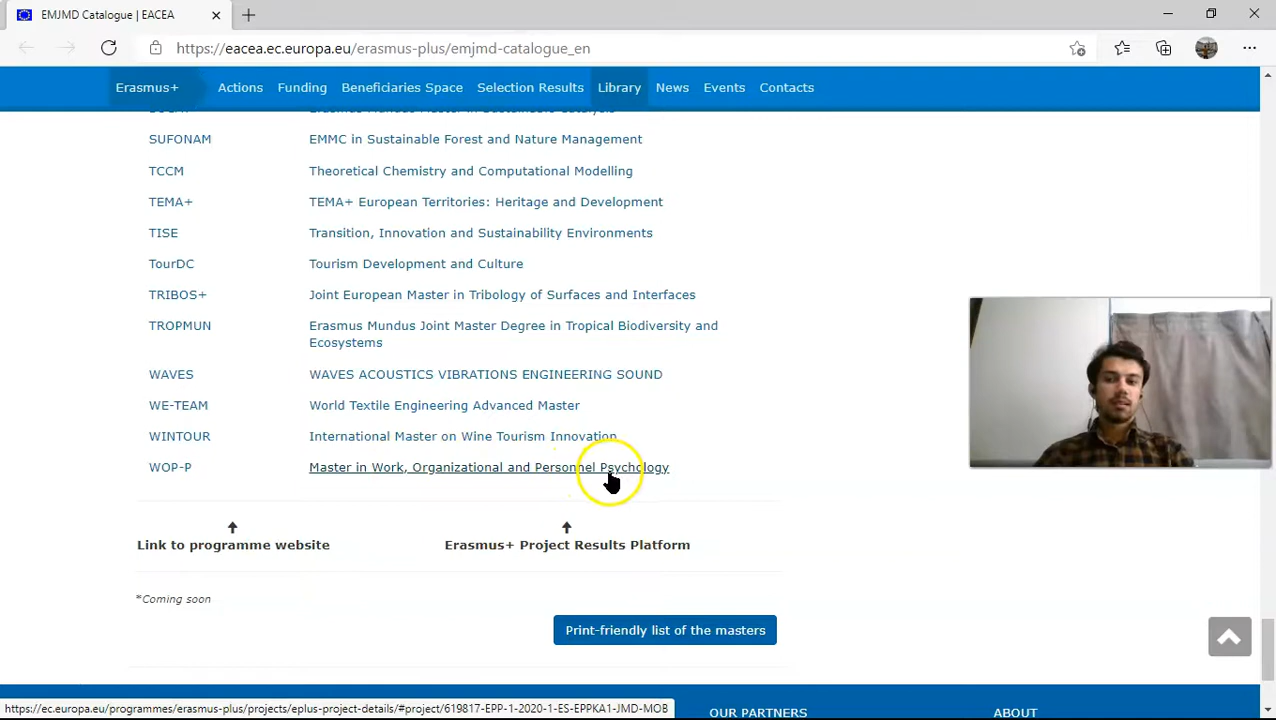 EMJMD Catalogue | EACEA
https://eacea.ec.europa.eu/erasmus-plus/emjmd-catalogue_en
Erasmus+ Actions Funding Beneficiaries Space Selection Results Library News Events Contacts
SUFONAM EMMC in Sustainable Forest and Nature Management
TCCM Theoretical Chemistry and Computational Modelling
TEMA+ TEMA+ European Territories: Heritage and Development
TISE Transition, Innovation and Sustainability Environments
TourDC Tourism Development and Culture
TRIBOS+ Joint European Master in Tribology of Surfaces and Interfaces
TROPMUN Erasmus Mundus Joint Master Degree in Tropical Biodiversity and
Ecosystems
WAVES WAVES ACOUSTICS VIBRATIONS ENGINEERING SOUND
WE-TEAM World Textile Engineering Advanced Master
WINTOUR International Master on Wine Tourism Innovation
WOP-P Master in Work, Organizational and Personnel Psychology
Link to programme website Erasmus+ Project Results Platform
*Coming soon
Print-friendly list of the masters
https://ec.europa.eu/programmes/erasmus-plus/projects/eplus-project-details/#project/619817-EPP-1-2020-1-ES-EPPKA1-JMD-MOB
OUR PARTNERS ABOUT